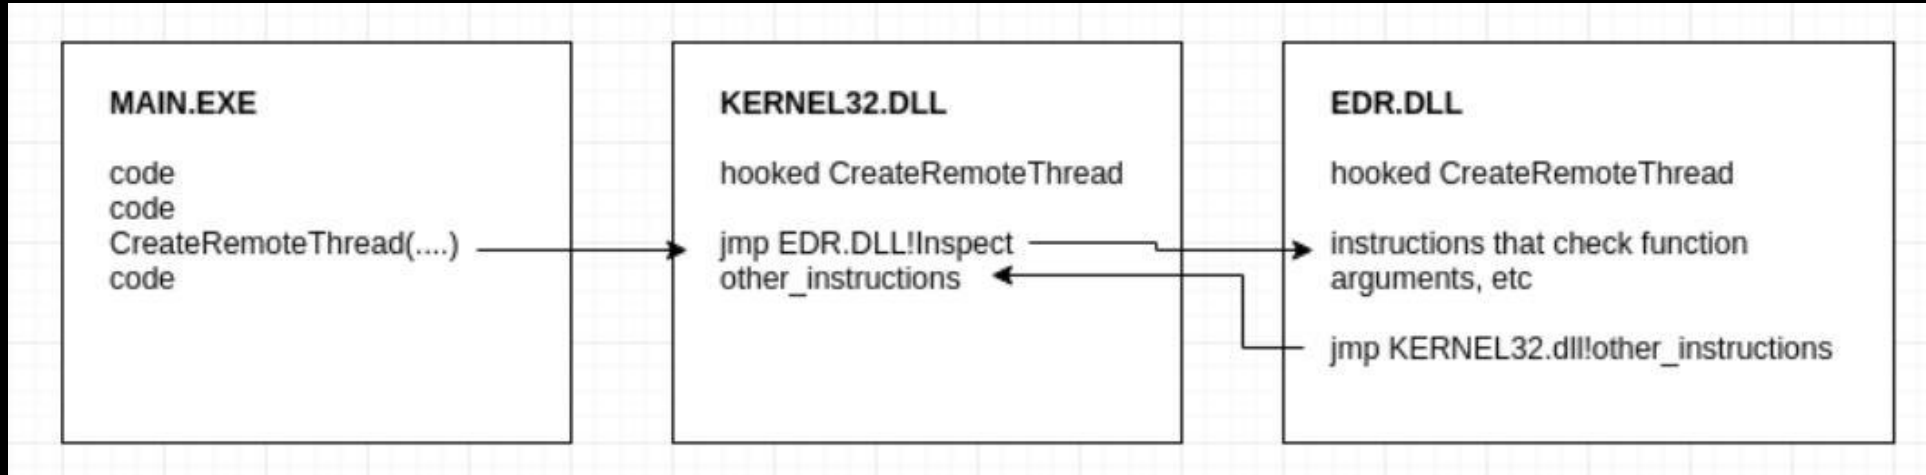 MAIN.EXE
code
code
CreateRemoteThread(....)
code
KERNEL32.DLL
hooked CreateRemoteThread
jmp EDR.DLL!Inspect
other_instructions
EDR.DLL
hooked CreateRemoteThread
instructions that check function
arguments, etc
jmp KERNEL32.dll!other_instructions